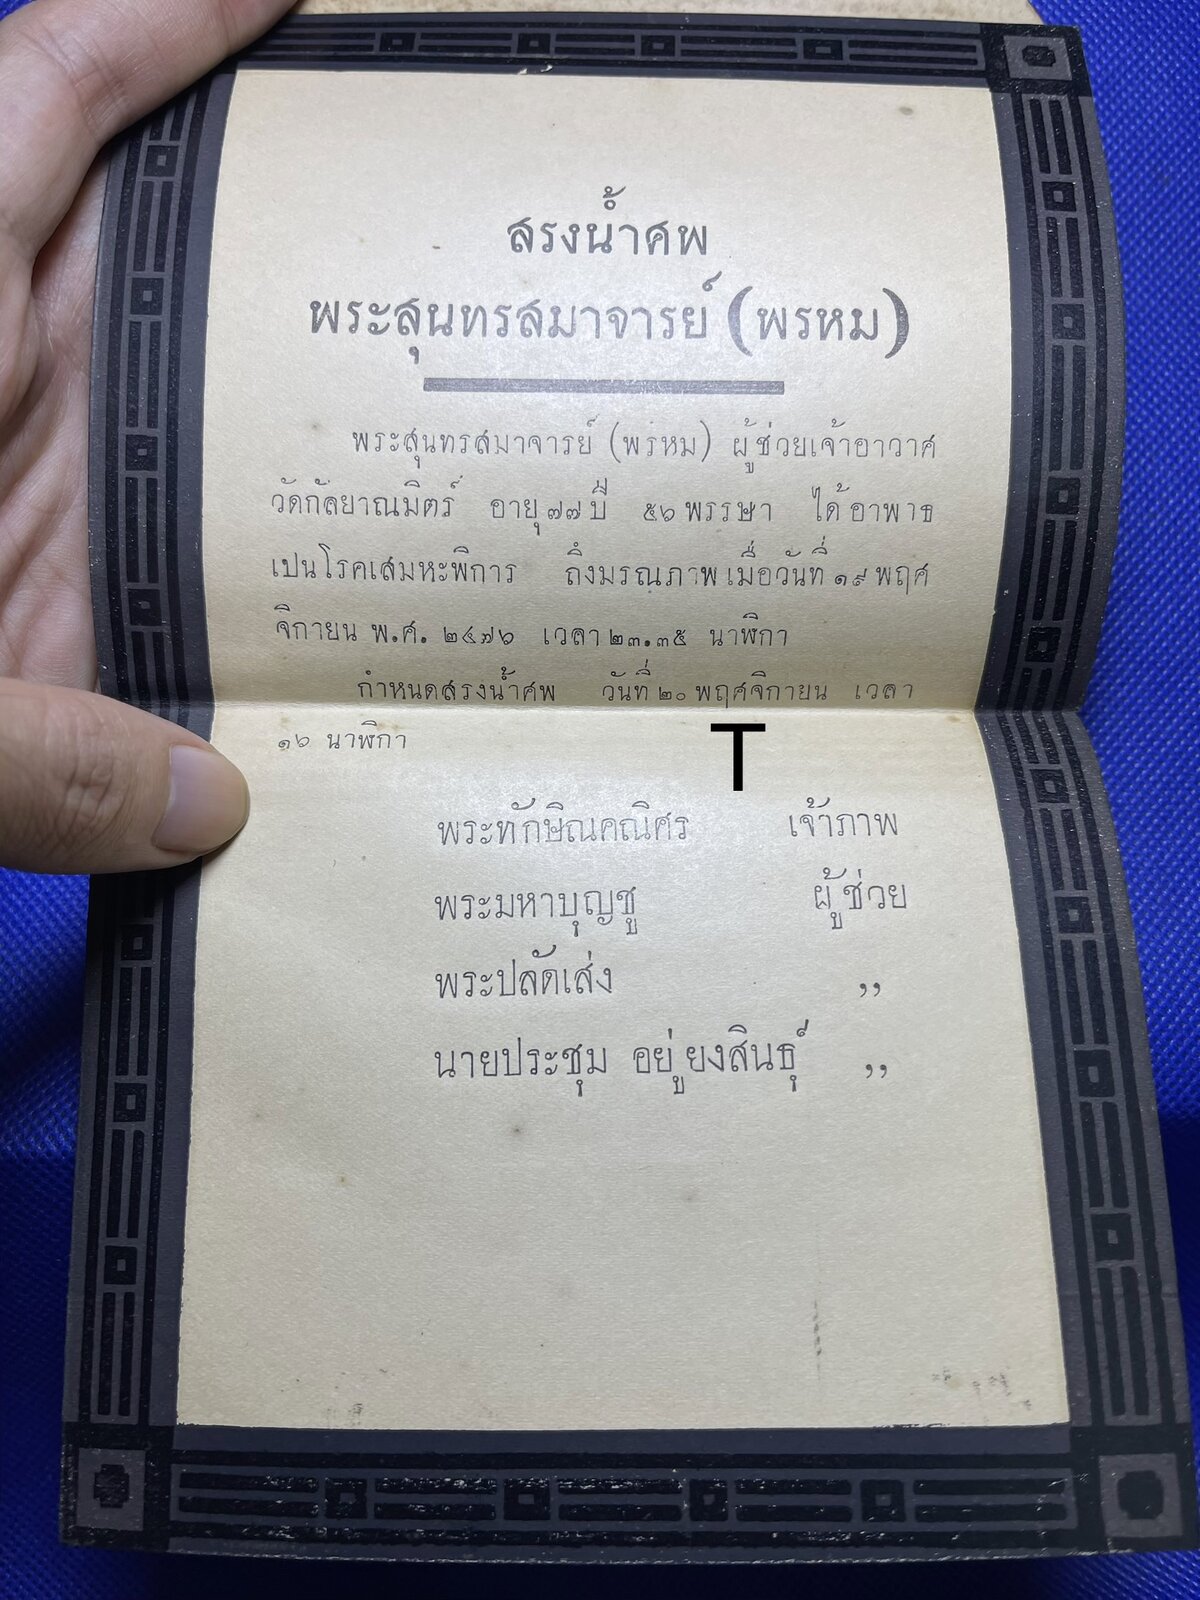 สรงน้ำศพ
พระสุนทรสมาจารย์ (พรหม)
พระสุนทรสมาจารย์ (พรหม) ผู้ช่วยเจ้าอาวาศ
วัดกัลยาณมิตร์ อายุ ๗๗ ปี ๕๖ พรรษา ได้อาพาธ
เปนโรคเสมหะพิการ ถึงมรณภาพเมื่อวันที่ ๑๙ พฤศ
จิกายน พ.ศ. ๒๔๗๖ เวลา ๒๓.๓๕ นาฬิกา
กำหนดสรงน้ำศพ วันที่ ๒๐ พฤศจิกายน เวลา
๑๖ นาฬิกา
T
พระทักษิณคณิศร เจ้าภาพ
พระมหาบุญชู ผู้ช่วย
พระปลัดเส่ง ,,
นายประชุม อยู่ยงสินธุ์ ,,